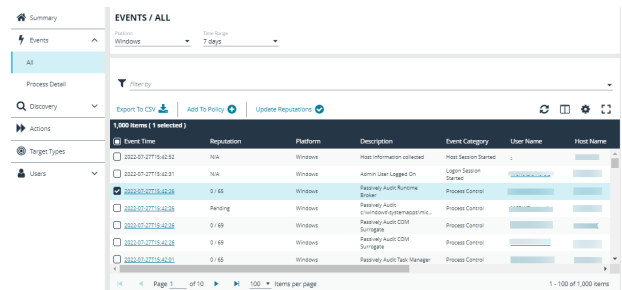 Summary
Events
All
Process Detail
Discovery
Actions
Target Types
Users
EVENTS / ALL
Platform Time Range
Windows 7 days
Filter by
Export To CSV Add To Policy Update Reputations
1,000 Items ( 1 selected )
Event Time Reputation Platform Description Event Category User Name Host Name
2022-07-27T15:42:52 N/A Windows Host information collected Host Session Started -
2022-07-27T15:42:31 N/A Windows Admin User Logged On Logon Session Started
2022-07-27T15:42:26 0 / 65 Windows Passively Audit Runtime Broker Process Control
2022-07-27T15:42:26 Pending Windows Passively Audit c:\windows\systemapps\mic... Process Control
2022-07-27T15:42:26 0 / 69 Windows Passively Audit COM Surrogate Process Control
2022-07-27T15:42:26 0 / 69 Windows Passively Audit COM Surrogate Process Control
2022-07-27T15:42:01 0 / 65 Windows Passively Audit Task Manager Process Control
Page 1 of 10 100 Items per page 1 - 100 of 1,000 items